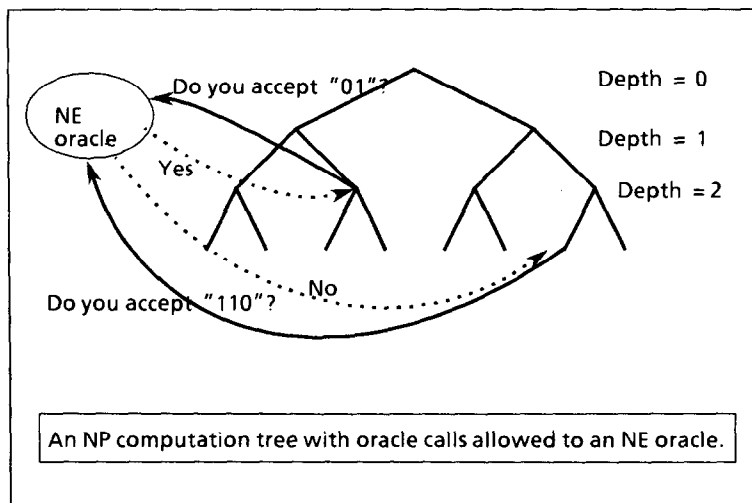 Do you accept "01"?
Depth = 0
NE
oracle
Depth = 1
Yes
Depth = 2
No
Do you accept "110"?
An NP computation tree with oracle calls allowed to an NE oracle.